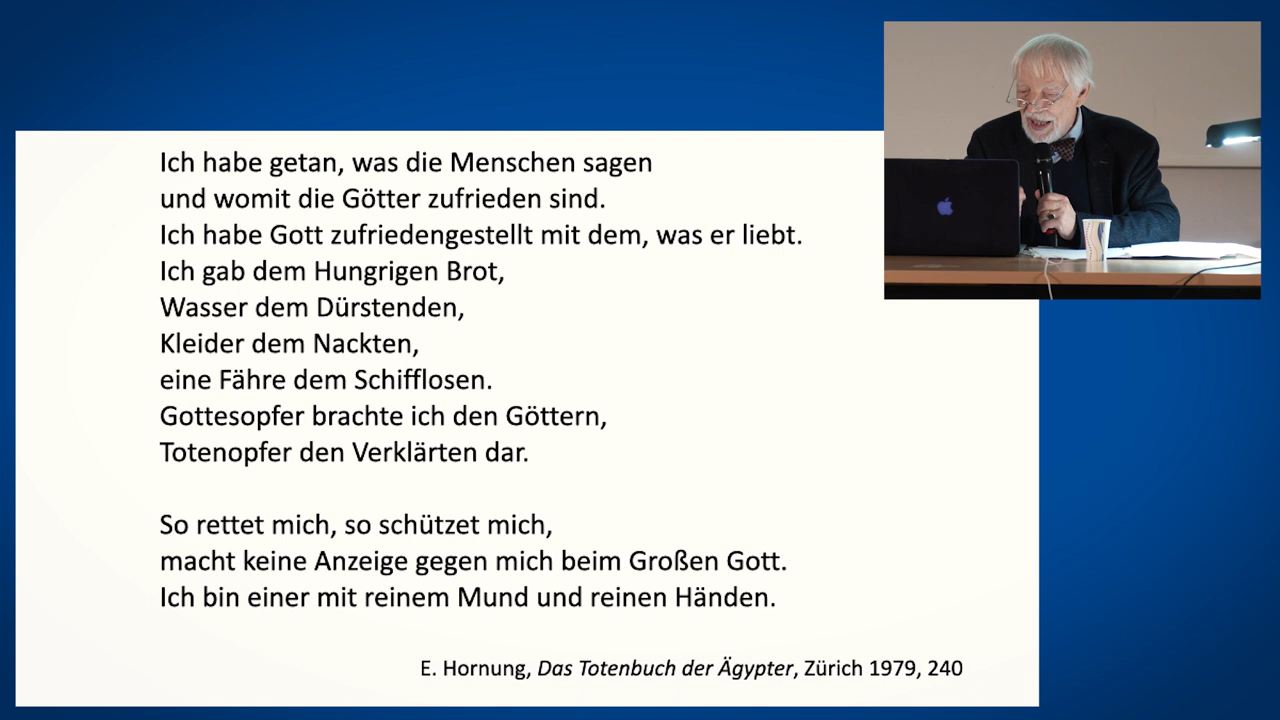 Ich habe getan, was die Menschen sagen
und womit die Götter zufrieden sind.
Ich habe Gott zufriedengestellt mit dem, was er liebt.
Ich gab dem Hungrigen Brot,
Wasser dem Dürstenden,
Kleider dem Nackten,
eine Fähre dem Schifflosen.
Gottesopfer brachte ich den Göttern,
Totenopfer den Verklärten dar.
So rettet mich, so schützet mich,
macht keine Anzeige gegen mich beim Großen Gott.
Ich bin einer mit reinem Mund und reinen Händen.
E. Hornung, Das Totenbuch der Ägypter, Zürich 1979, 240